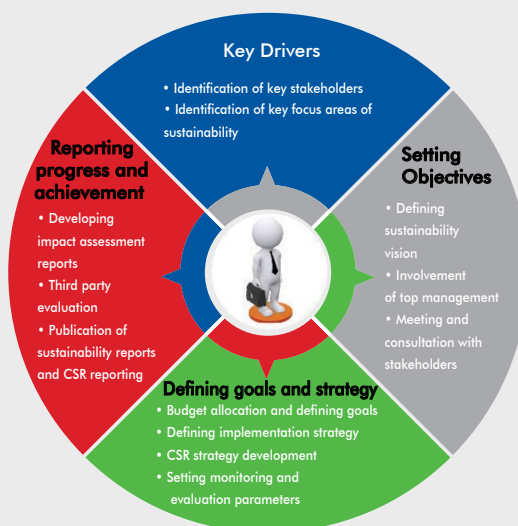 Key Drivers
• Identification of key stakeholders
• Identification of key focus areas of
sustainability
Setting
Objectives
• Defining
sustainability
vision
• Involvement
of top management
• Meeting and
consultation with
stakeholders
Defining goals and strategy
• Budget allocation and defining goals
• Defining implementation strategy
• CSR strategy development
• Setting monitoring and
evaluation parameters
Reporting
progress and
achievement
• Developing
impact assessment
reports
• Third party
evaluation
• Publication of
sustainability reports
and CSR reporting